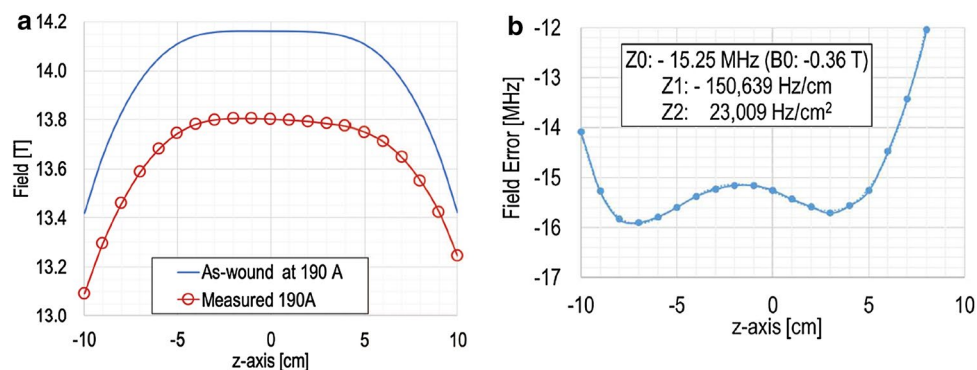 a
14.2
14.0
13.8
13.6
13.4
13.2
13.0
Field [T]
As-wound at 190 A
Measured 190A
-10 -5 0 5 10
z-axis [cm]
b
-12
-13
-14
-15
-16
-17
Field Error [MHz]
Z0: - 15.25 MHz (B0: -0.36 T)
Z1: - 150,639 Hz/cm
Z2: 23,009 Hz/cm²
-10 -5 0 5 10
z-axis [cm]